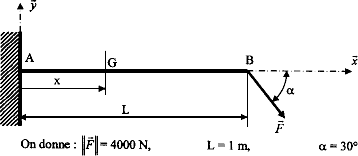 y
A
G
B
x
x
α
L
F
On donne : ||F|| = 4000 N, L = 1 m, α = 30°